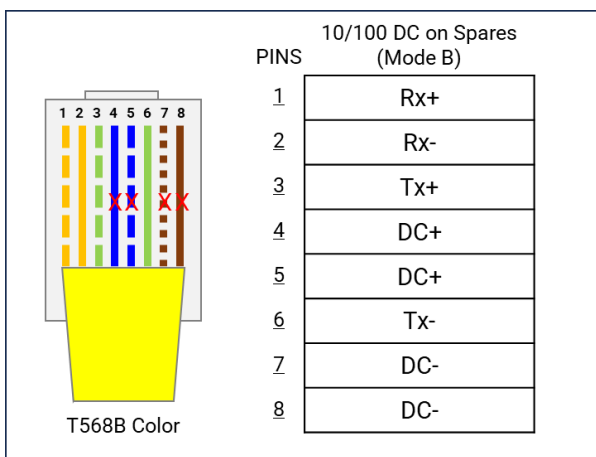 10/100 DC on Spares
PINS (Mode B)
1 2 3 4 5 6 7 8
X X X X
T568B Color
1 Rx+
2 Rx-
3 Tx+
4 DC+
5 DC+
6 Tx-
7 DC-
8 DC-